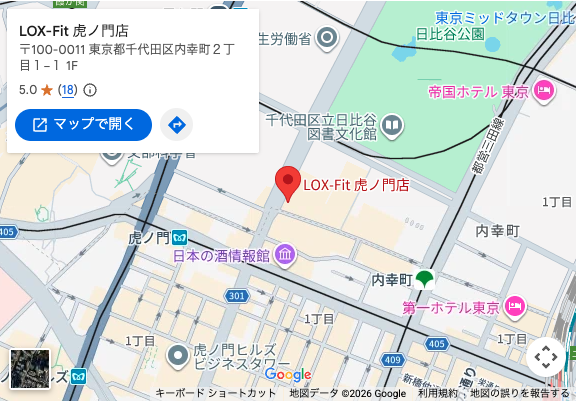 LOX-Fit 虎ノ門店
〒100-0011 東京都千代田区内幸町2丁
目1−1 1F
5.0 (18)
マップで開く
東京ミッドタウン日比
日比谷公園
生労働省
帝国ホテル 東京
千代田区立日比谷
図書文化館
都営三田線
LOX-Fit 虎ノ門店
1丁目
内幸町
405
虎ノ門
日本の酒情報館
内幸町
301
第一ホテル東京
1丁目
405
1丁目
虎ノ門ヒルズ
ビジネスタワー
409
1丁目
ルズ
Google
キーボード ショートカット
地図データ ©2026 Google
利用規約
地図の誤りを報告する